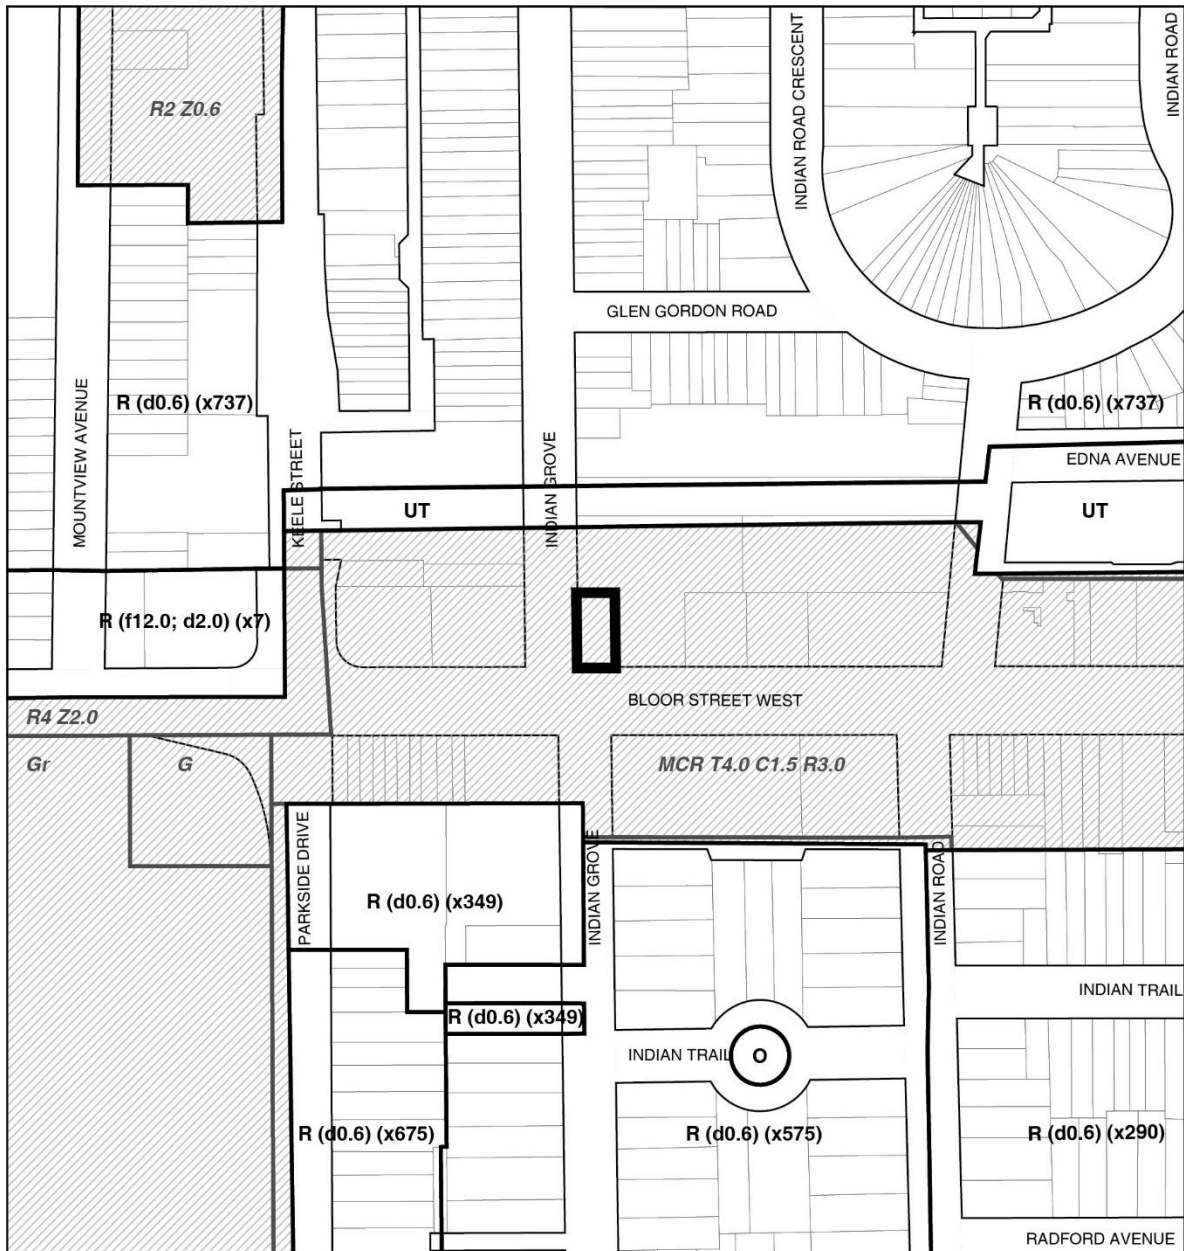 INDIAN ROAD CRESCENT
INDIAN ROAD
R2 Z0.6
GLEN GORDON ROAD
MOUNTVIEW AVENUE
R (d0.6) (x737)
KEELE STREET
INDIAN GROVE
R (d0.6) (x737)
EDNA AVENUE
UT
UT
R (f12.0; d2.0) (x7)
BLOOR STREET WEST
R4 Z2.0
Gr
G
MCR T4.0 C1.5 R3.0
PARKSIDE DRIVE
R (d0.6) (x349)
INDIAN GROVE
INDIAN ROAD
INDIAN TRAIL
R (d0.6) (x349)
INDIAN TRAIL
O
R (d0.6) (x675)
R (d0.6) (x575)
R (d0.6) (x290)
RADFORD AVENUE